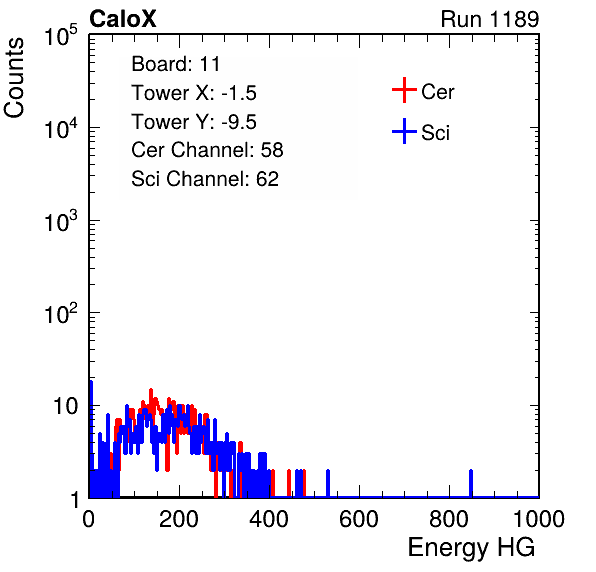 CaloX Run 1189
Board: 11
Tower X: -1.5
Tower Y: -9.5
Cer Channel: 58
Sci Channel: 62
Cer
Sci
Counts
10^5
10^4
10^3
10^2
10
1
0 200 400 600 800 1000
Energy HG